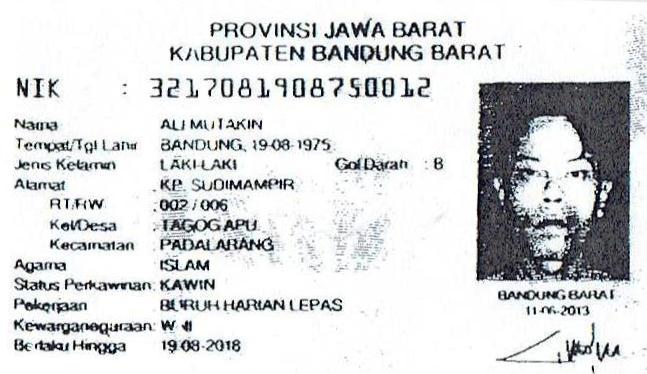 PROVINSI JAWA BARAT
KABUPATEN BANDUNG BARAT
NIK : 3217081908750012
Nama ALI MUTAKIN
Tempat/Tgl Lahir BANDUNG, 19-08-1975
Jenis Kelamin LAKI-LAKI Gol Darah : B
Alamat KP. SUDIMAMPIR
RT/RW 002 / 006
Kel/Desa TAGOG APU
Kecamatan PADALARANG
Agama ISLAM
Status Perkawinan: KAWIN
Pekerjaan BURUH HARIAN LEPAS
Kewarganegaraan:
Berlaku Hingga 19-08-2018
BANDUNG BARAT
11-06-2013